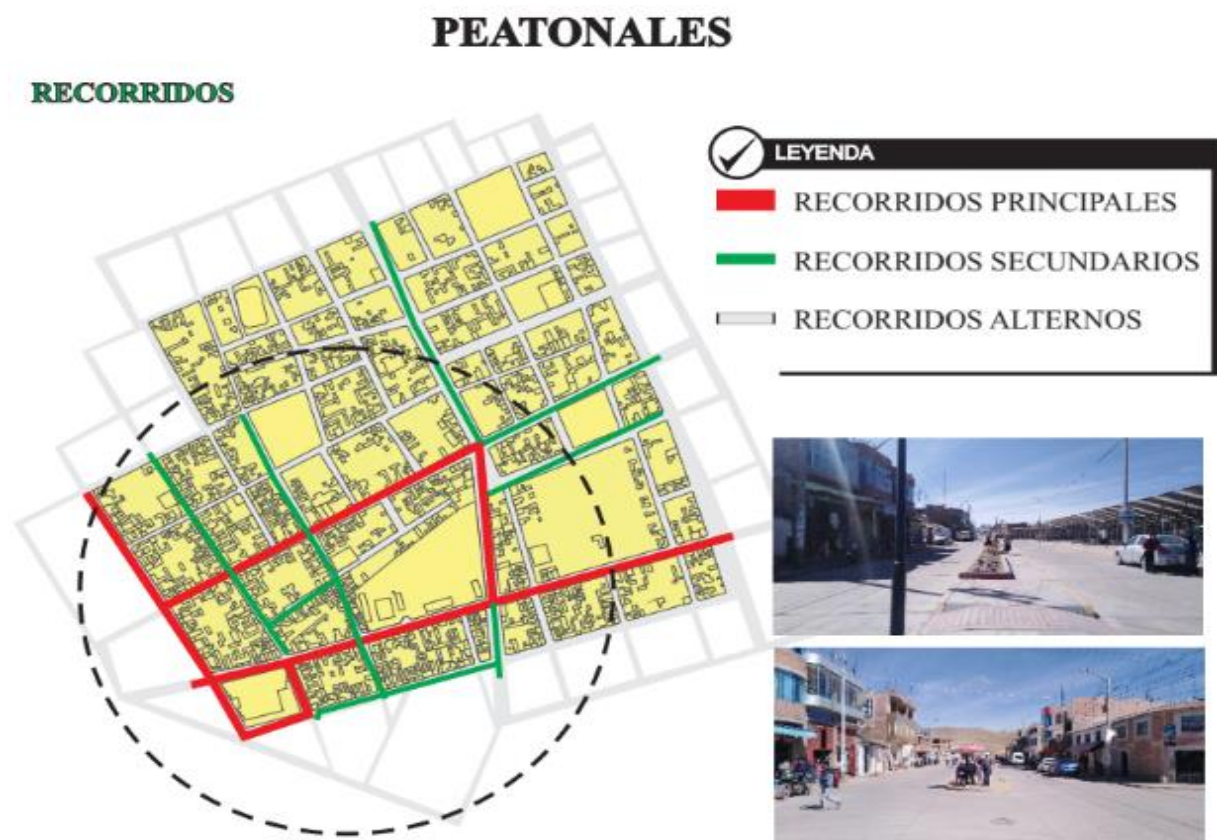 PEATONALES
RECORRIDOS
LEYENDA
RECORRIDOS PRINCIPALES
RECORRIDOS SECUNDARIOS
RECORRIDOS ALTERNOS